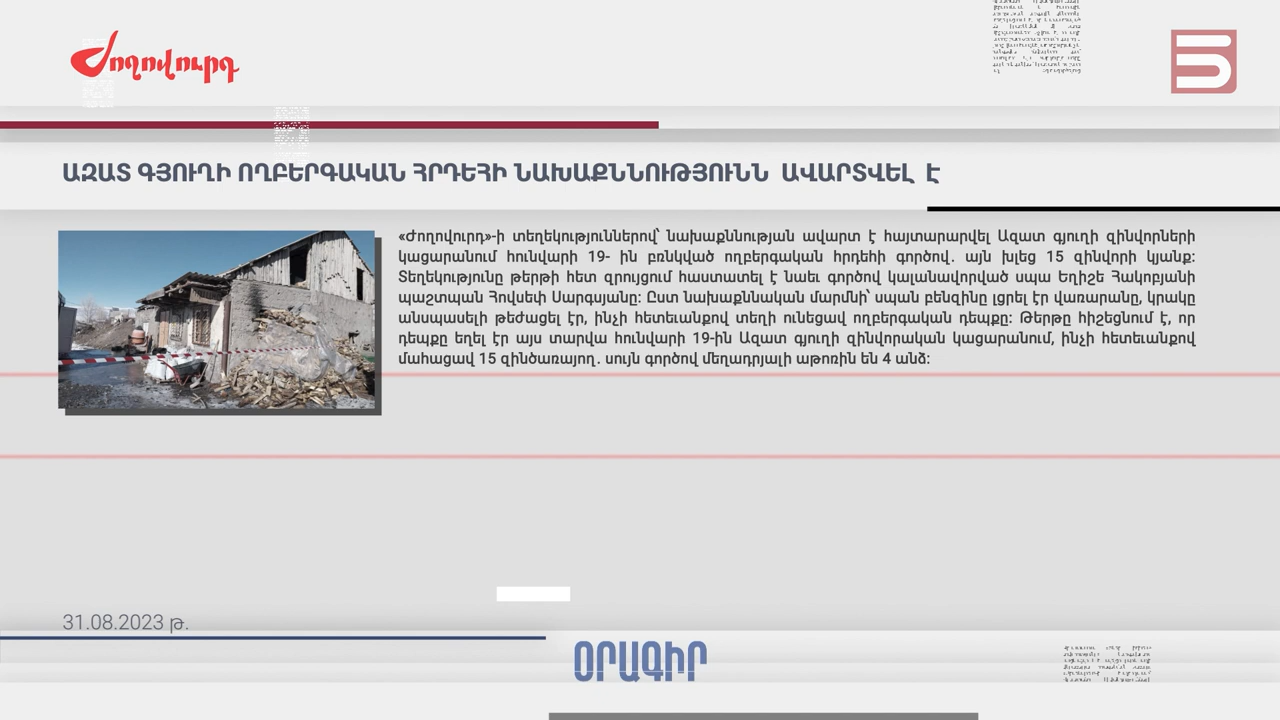 Ժողովուրդ
ԱԶԱՏ ԳՅՈՒՂԻ ՈՂԲԵՐԳԱԿԱՆ ՀՐԴԵՀԻ ՆԱԽԱՔՆՆՈՒԹՅՈՒՆՆ ԱՎԱՐՏՎԵԼ Է
«Ժողովուրդ»-ի տեղեկություններով՝ նախաքննության ավարտ է հայտարարվել Ազատ գյուղի զինվորների
կացարանում հունվարի 19- ին բռնկված ողբերգական հրդեհի գործով․ այն խլեց 15 զինվորի կյանք:
Տեղեկությունը թերթի հետ զրույցում հաստատել է նաեւ գործով կալանավորված սպա Եղիշե Հակոբյանի
պաշտպան Հովսեփ Սարգսյանը: Ըստ նախաքննական մարմնի՝ սպան բենզինը լցրել էր վառարանը, կրակը
անսպասելի թեժացել էր, ինչի հետեւանքով տեղի ունեցավ ողբերգական դեպքը: Թերթը հիշեցնում է, որ
դեպքը եղել էր այս տարվա հունվարի 19-ին Ազատ գյուղի զինվորական կացարանում, ինչի հետեւանքով
մահացավ 15 զինծառայող․ սույն գործով մեղադրյալի աթոռին են 4 անձ:
31.08.2023 թ.
ՕՐԱԳԻՐ